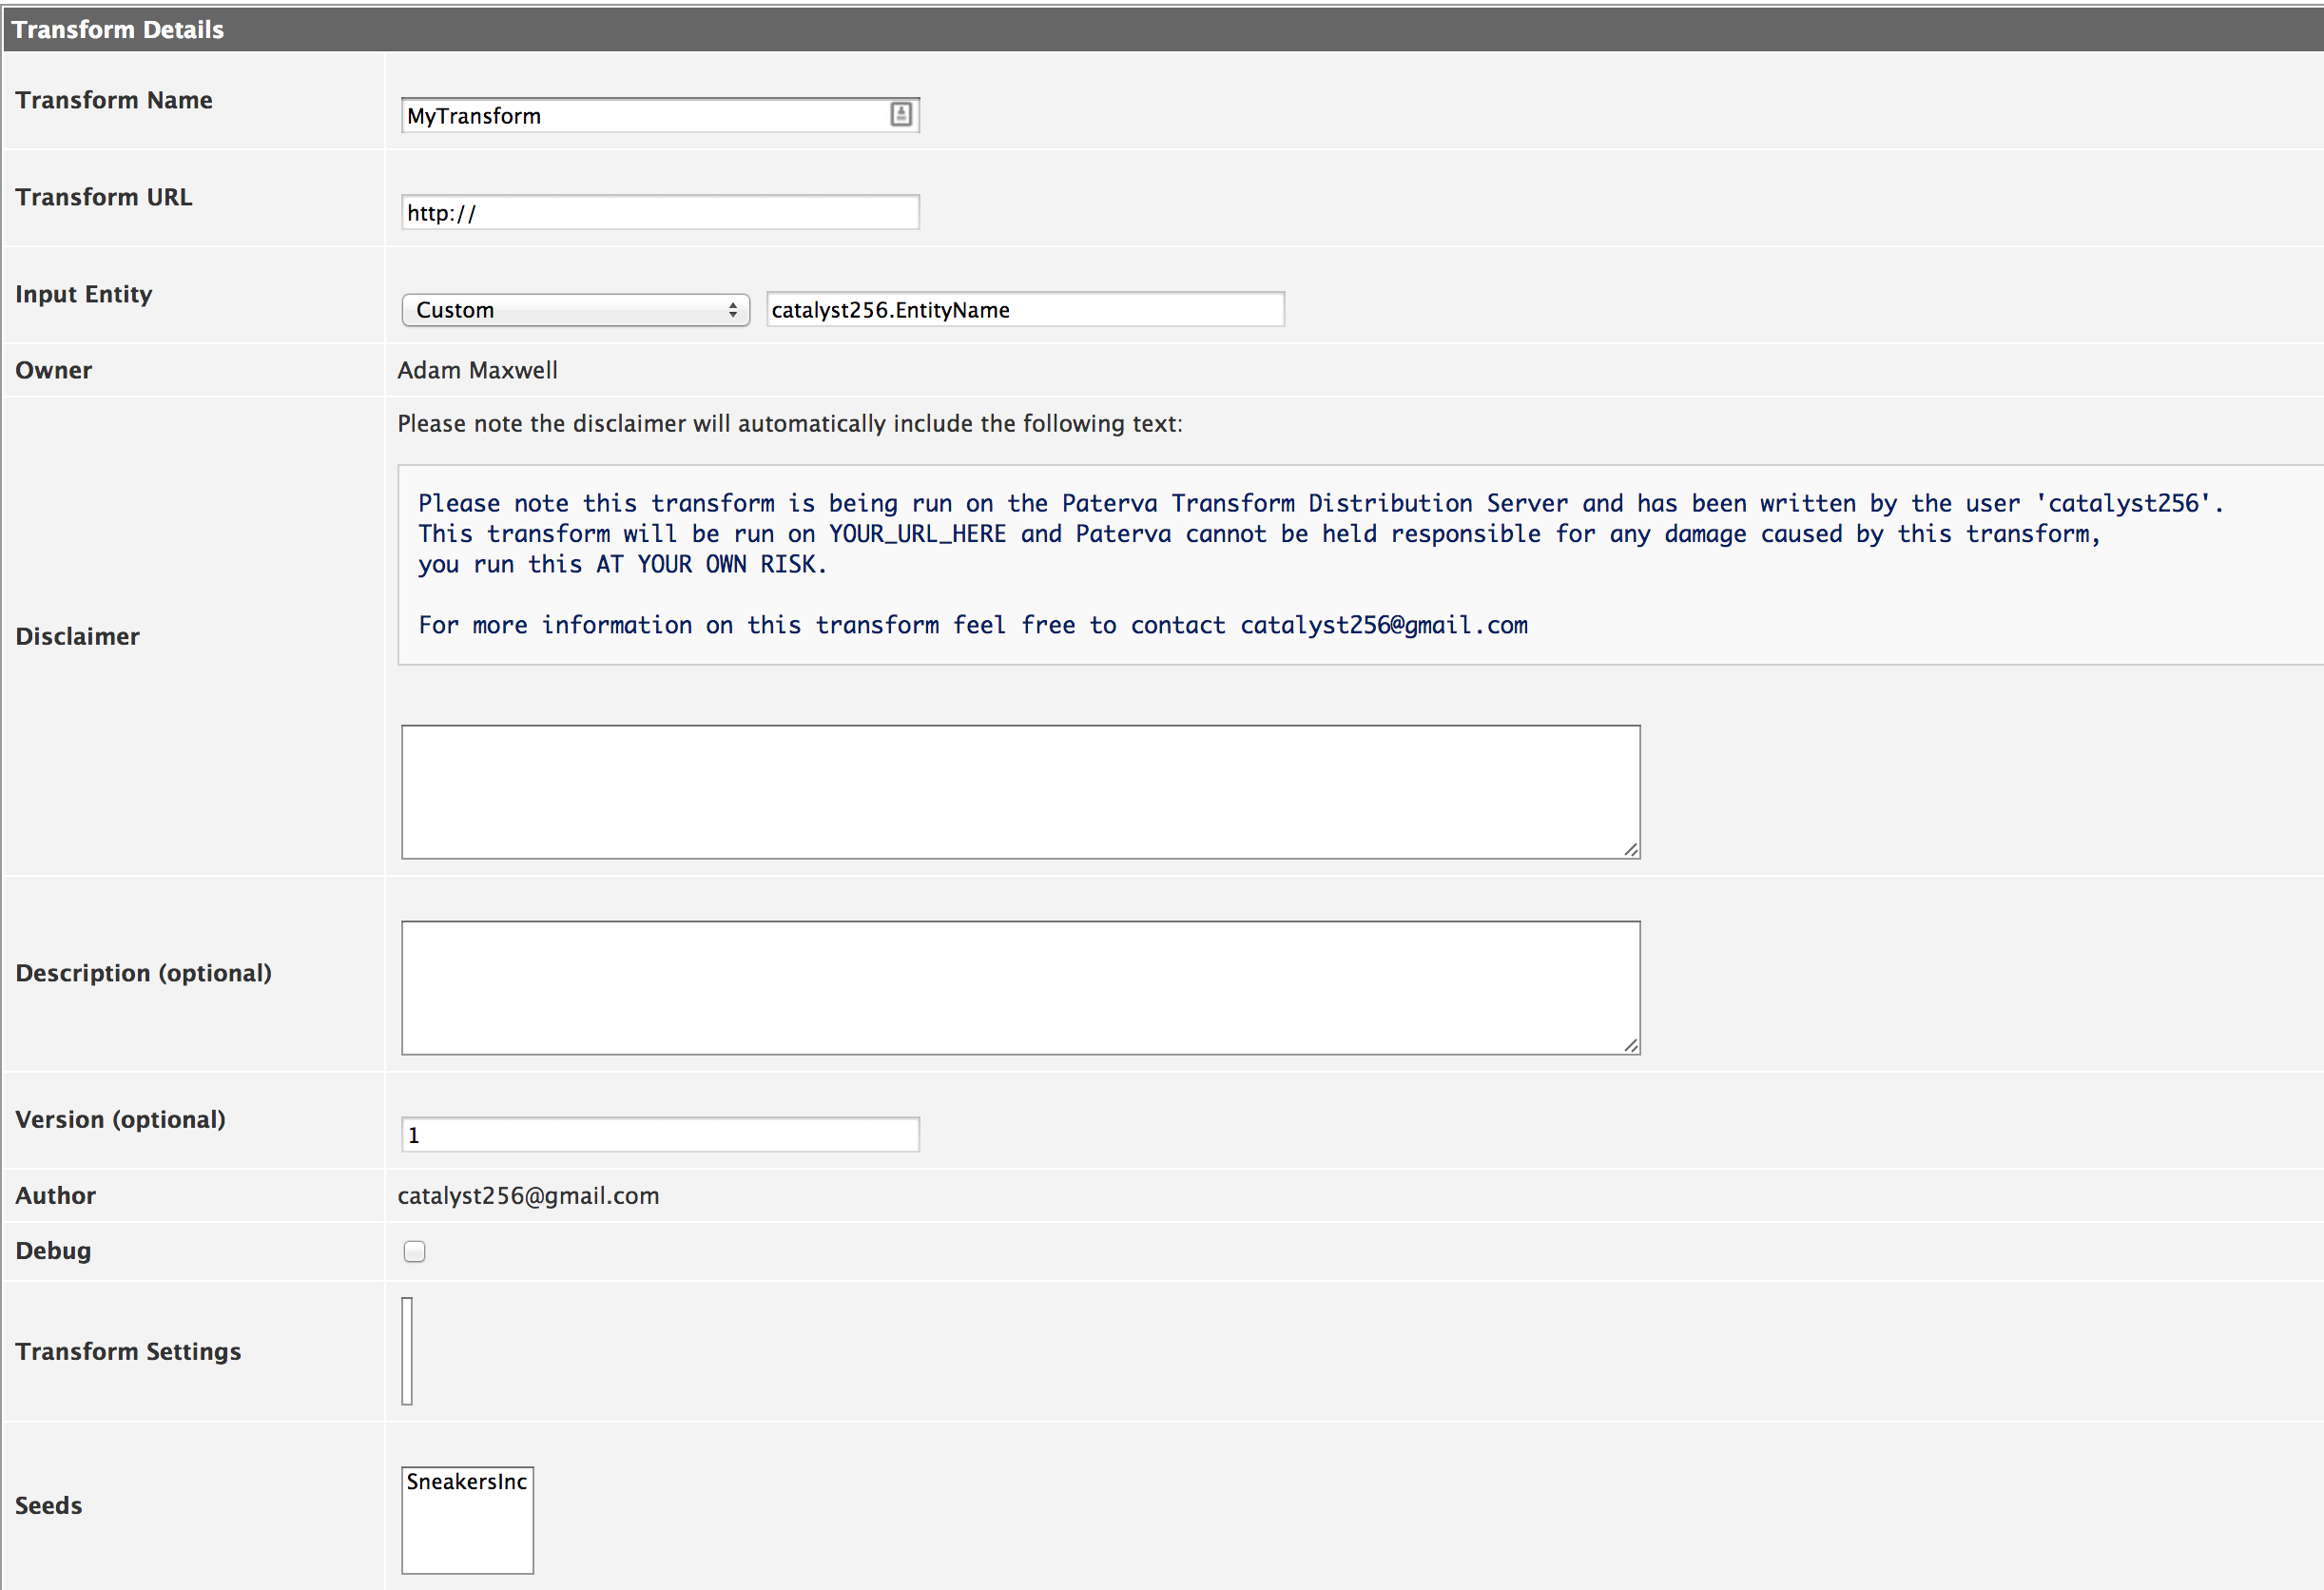 Transform Details
Transform Name
MyTransform
Transform URL
http://
Input Entity
Custom
catalyst256.EntityName
Owner
Adam Maxwell
Disclaimer
Please note the disclaimer will automatically include the following text:
Please note this transform is being run on the Paterva Transform Distribution Server and has been written by the user 'catalyst256'.
This transform will be run on YOUR_URL_HERE and Paterva cannot be held responsible for any damage caused by this transform,
you run this AT YOUR OWN RISK.
For more information on this transform feel free to contact catalyst256@gmail.com
Description (optional)
Version (optional)
1
Author
catalyst256@gmail.com
Debug
Transform Settings
Seeds
SneakersInc